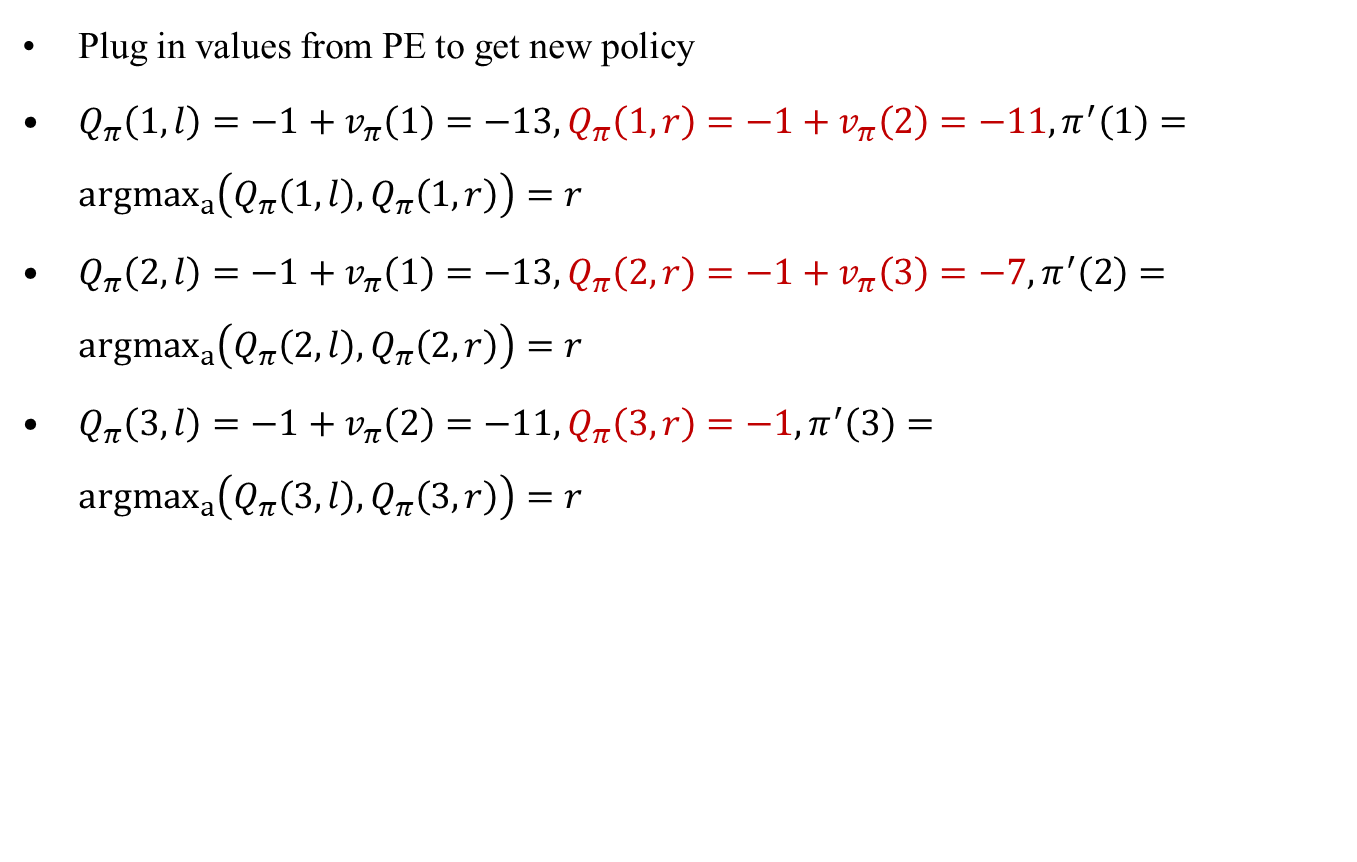 • Plug in values from PE to get new policy
• Q_π(1, l) = −1 + v_π(1) = −13, Q_π(1, r) = −1 + v_π(2) = −11, π′(1) =
argmax_a(Q_π(1, l), Q_π(1, r)) = r
• Q_π(2, l) = −1 + v_π(1) = −13, Q_π(2, r) = −1 + v_π(3) = −7, π′(2) =
argmax_a(Q_π(2, l), Q_π(2, r)) = r
• Q_π(3, l) = −1 + v_π(2) = −11, Q_π(3, r) = −1, π′(3) =
argmax_a(Q_π(3, l), Q_π(3, r)) = r